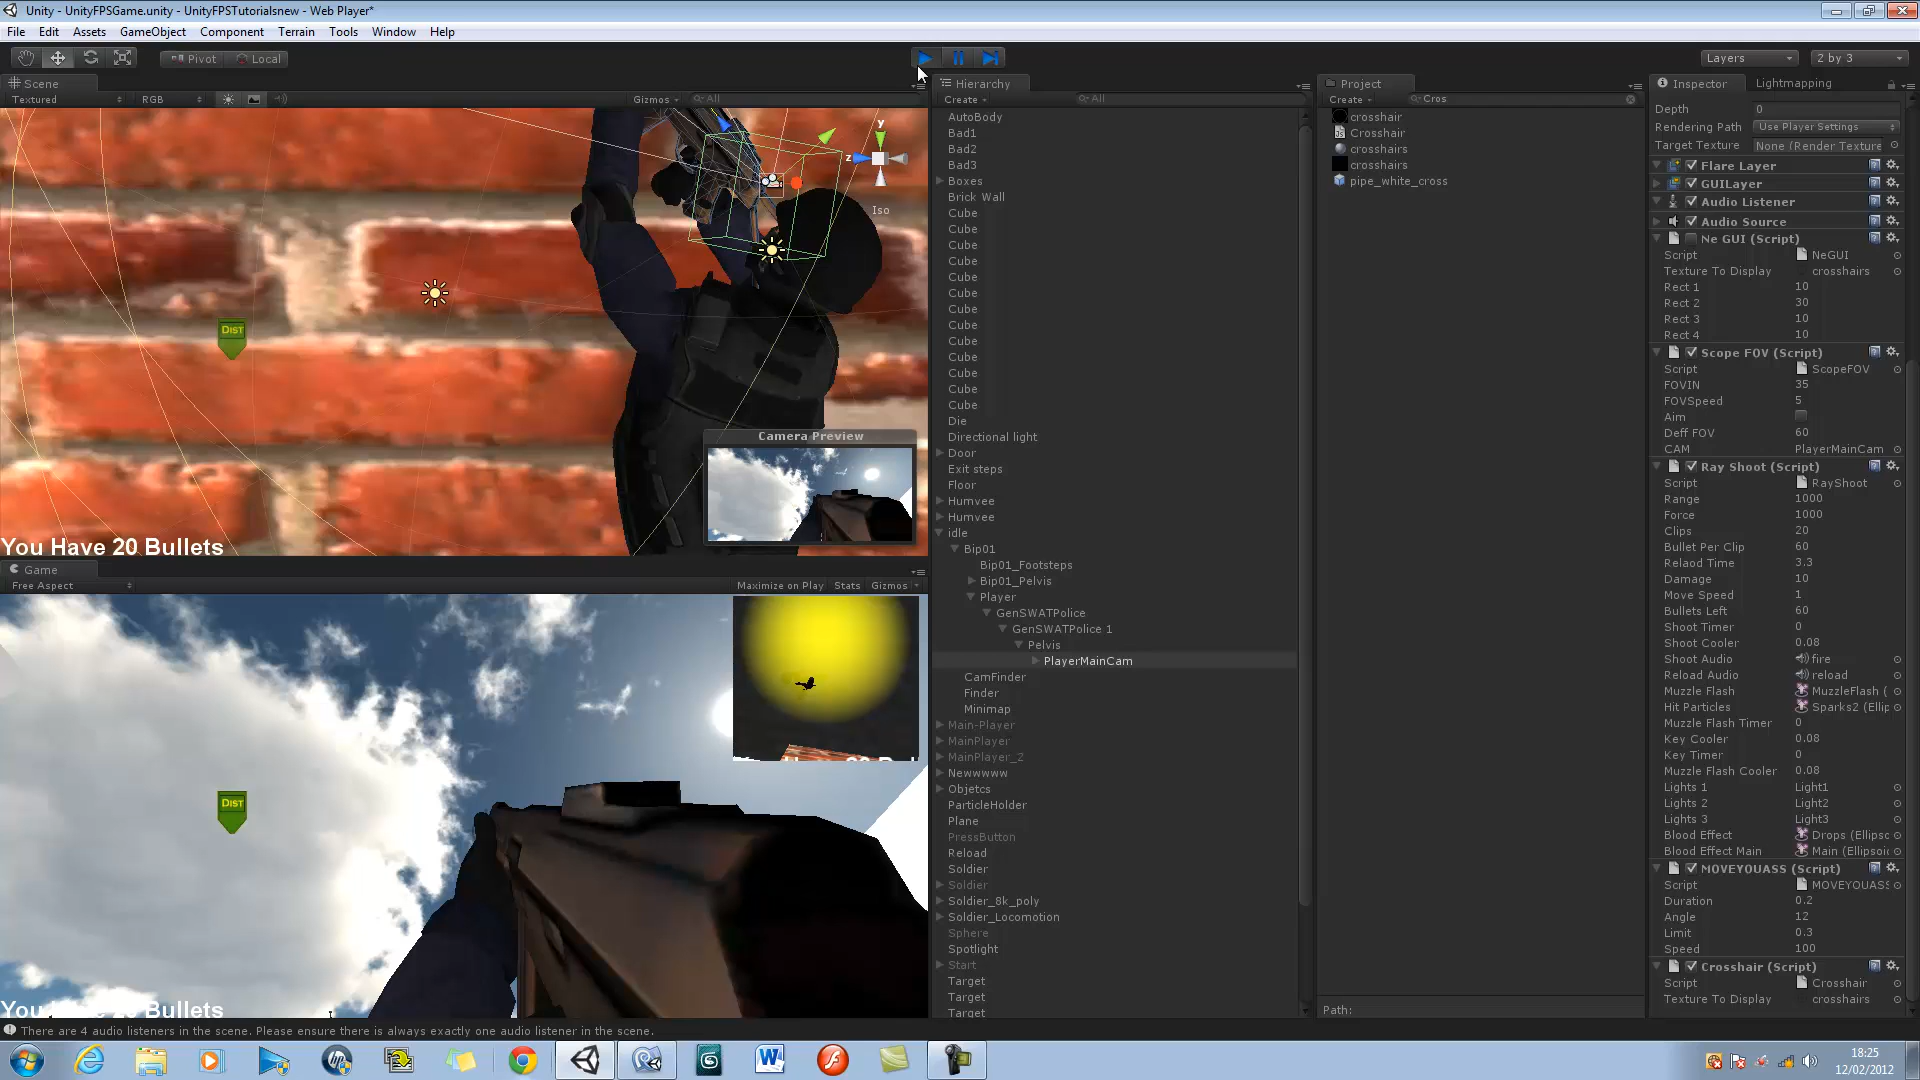 Unity - UnityFPSGame.unity - UnityFPSTutorialsnew - Web Player*
File Edit Assets GameObject Component Terrain Tools Window Help
Pivot Local
Layers 2 by 3
Scene
Textured RGB Gizmos All
y
z
Iso
DIST
Camera Preview
You Have 20 Bullets
Game
Free Aspect Maximize on Play Stats Gizmos
DIST
There are 4 audio listeners in the scene. Please ensure there is always exactly one audio listener in the scene.
Hierarchy
Create All
AutoBody
Bad1
Bad2
Bad3
Boxes
Brick Wall
Cube
Cube
Cube
Cube
Cube
Cube
Cube
Cube
Cube
Cube
Cube
Cube
Cube
Die
Directional light
Door
Exit steps
Floor
Humvee
Humvee
idle
Bip01
Bip01_Footsteps
Bip01_Pelvis
Player
GenSWATPolice
GenSWATPolice 1
Pelvis
PlayerMainCam
CamFinder
Finder
Minimap
Main-Player
MainPlayer
MainPlayer_Z
Newwwww
Objetcs
ParticleHolder
Plane
PressButton
Reload
Soldier
Soldier
Soldier_8k_poly
Soldier_Locomotion
Sphere
Spotlight
Start
Target
Target
Target
Project
Create Cros
crosshair
Crosshair
crosshairs
crosshairs
pipe_white_cross
Path:
Inspector Lightmapping
Depth 0
Rendering Path Use Player Settings
Target Texture None (Render Texture
Flare Layer
GUILayer
Audio Listener
Audio Source
Ne GUI (Script)
Script NeGUI
Texture To Display crosshairs
Rect 1 10
Rect 2 30
Rect 3 10
Rect 4 10
Scope FOV (Script)
Script ScopeFOV
FOVIN 35
FOVSpeed 5
Aim
Deff FOV 60
CAM PlayerMainCam
Ray Shoot (Script)
Script RayShoot
Range 1000
Force 1000
Clips 20
Bullet Per Clip 60
Relaod Time 3.3
Damage 10
Move Speed 1
Bullets Left 60
Shoot Timer 0
Shoot Cooler 0.08
Shoot Audio fire
Reload Audio reload
Muzzle Flash MuzzleFlash (
Hit Particles Sparks2 (Ellip
Muzzle Flash Timer 0
Key Cooler 0.08
Key Timer 0
Muzzle Flash Cooler 0.08
Lights 1 Light1
Lights 2 Light2
Lights 3 Light3
Blood Effect Drops (Ellipsc
Blood Effect Main Main (Ellipsoi
MOVEYOUASS (Script)
Script MOVEYOUASS
Duration 0.2
Angle 12
Limit 0.3
Speed 100
Crosshair (Script)
Script Crosshair
Texture To Display crosshairs
18:25
12/02/2012